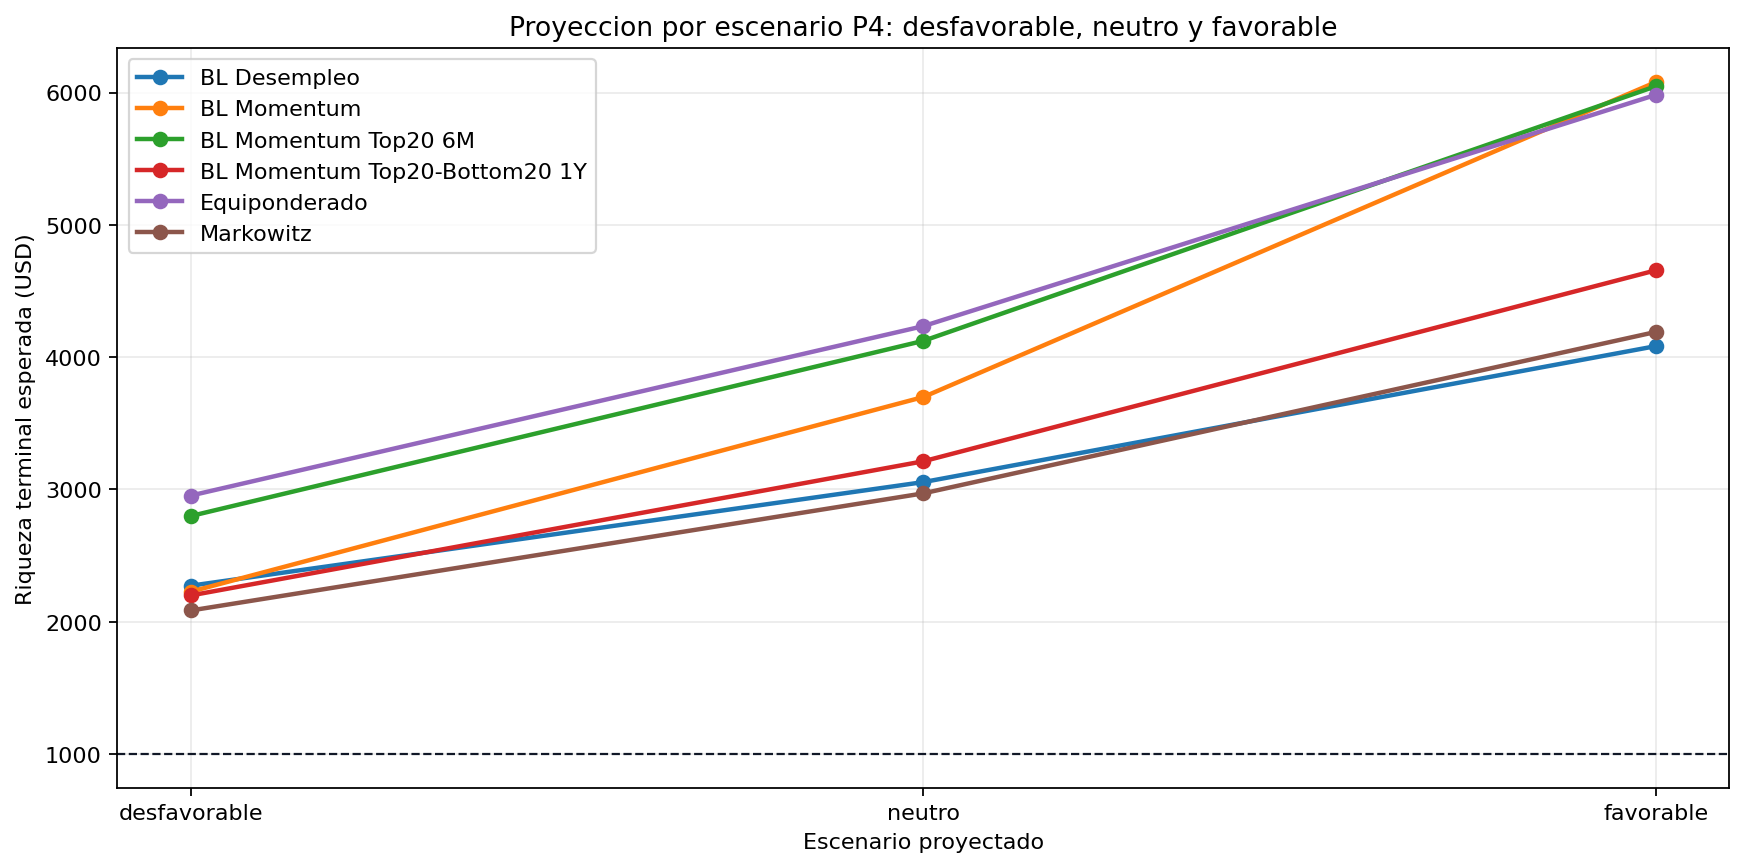 Proyeccion por escenario P4: desfavorable, neutro y favorable
BL Desempleo
BL Momentum
BL Momentum Top20 6M
BL Momentum Top20-Bottom20 1Y
Equiponderado
Markowitz
Riqueza terminal esperada (USD)
6000
5000
4000
3000
2000
1000
desfavorable
neutro
favorable
Escenario proyectado